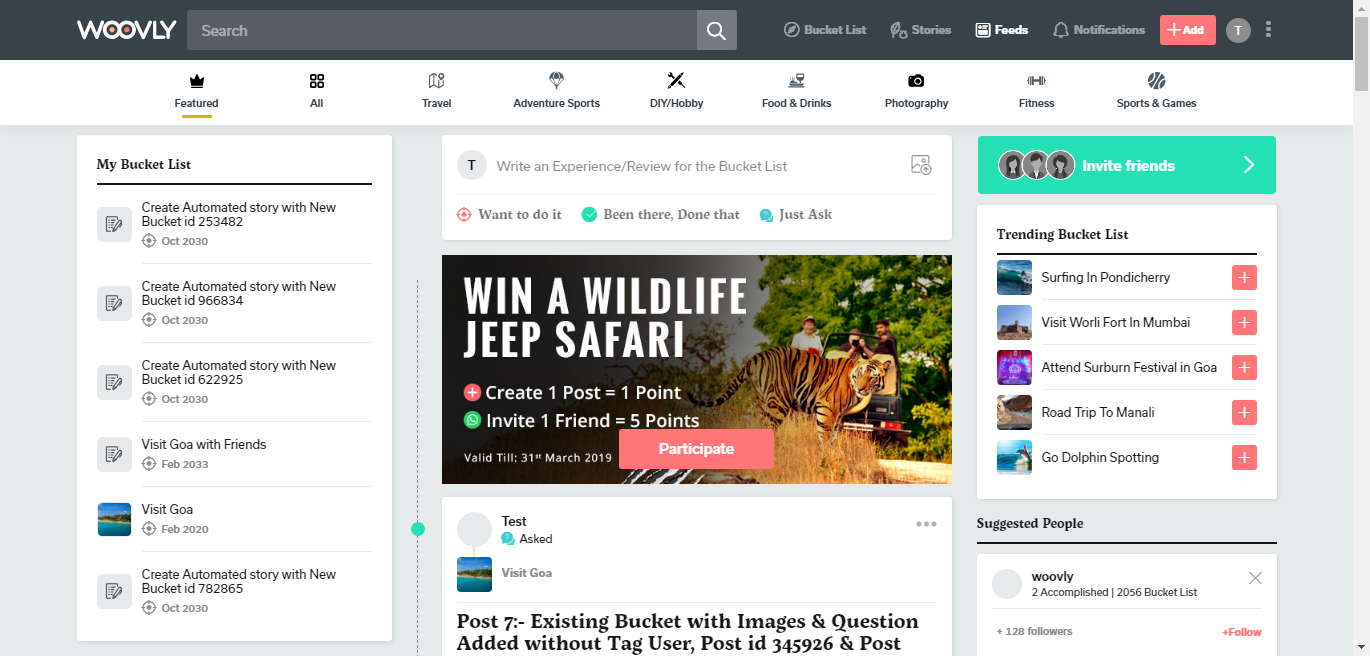 WOOVLY
Search
Bucket List
Stories
Feeds
Notifications
+Add
T
Featured
All
Travel
Adventure Sports
DIY/Hobby
Food & Drinks
Photography
Fitness
Sports & Games
My Bucket List
Create Automated story with New
Bucket id 253482
Oct 2030
Create Automated story with New
Bucket id 966834
Oct 2030
Create Automated story with New
Bucket id 622925
Oct 2030
Visit Goa with Friends
Feb 2033
Visit Goa
Feb 2020
Create Automated story with New
Bucket id 782865
Oct 2030
T
Write an Experience/Review for the Bucket List
Want to do it
Been there, Done that
Just Ask
WIN A WILDLIFE
JEEP SAFARI
Create 1 Post = 1 Point
Invite 1 Friend = 5 Points
Valid Till: 31st March 2019
Participate
Test
Asked
Visit Goa
Post 7:- Existing Bucket with Images & Question
Added without Tag User, Post id 345926 & Post
Invite friends
Trending Bucket List
Surfing In Pondicherry
Visit Worli Fort In Mumbai
Attend Surburn Festival in Goa
Road Trip To Manali
Go Dolphin Spotting
Suggested People
woovly
2 Accomplished | 2056 Bucket List
+ 128 followers
+Follow